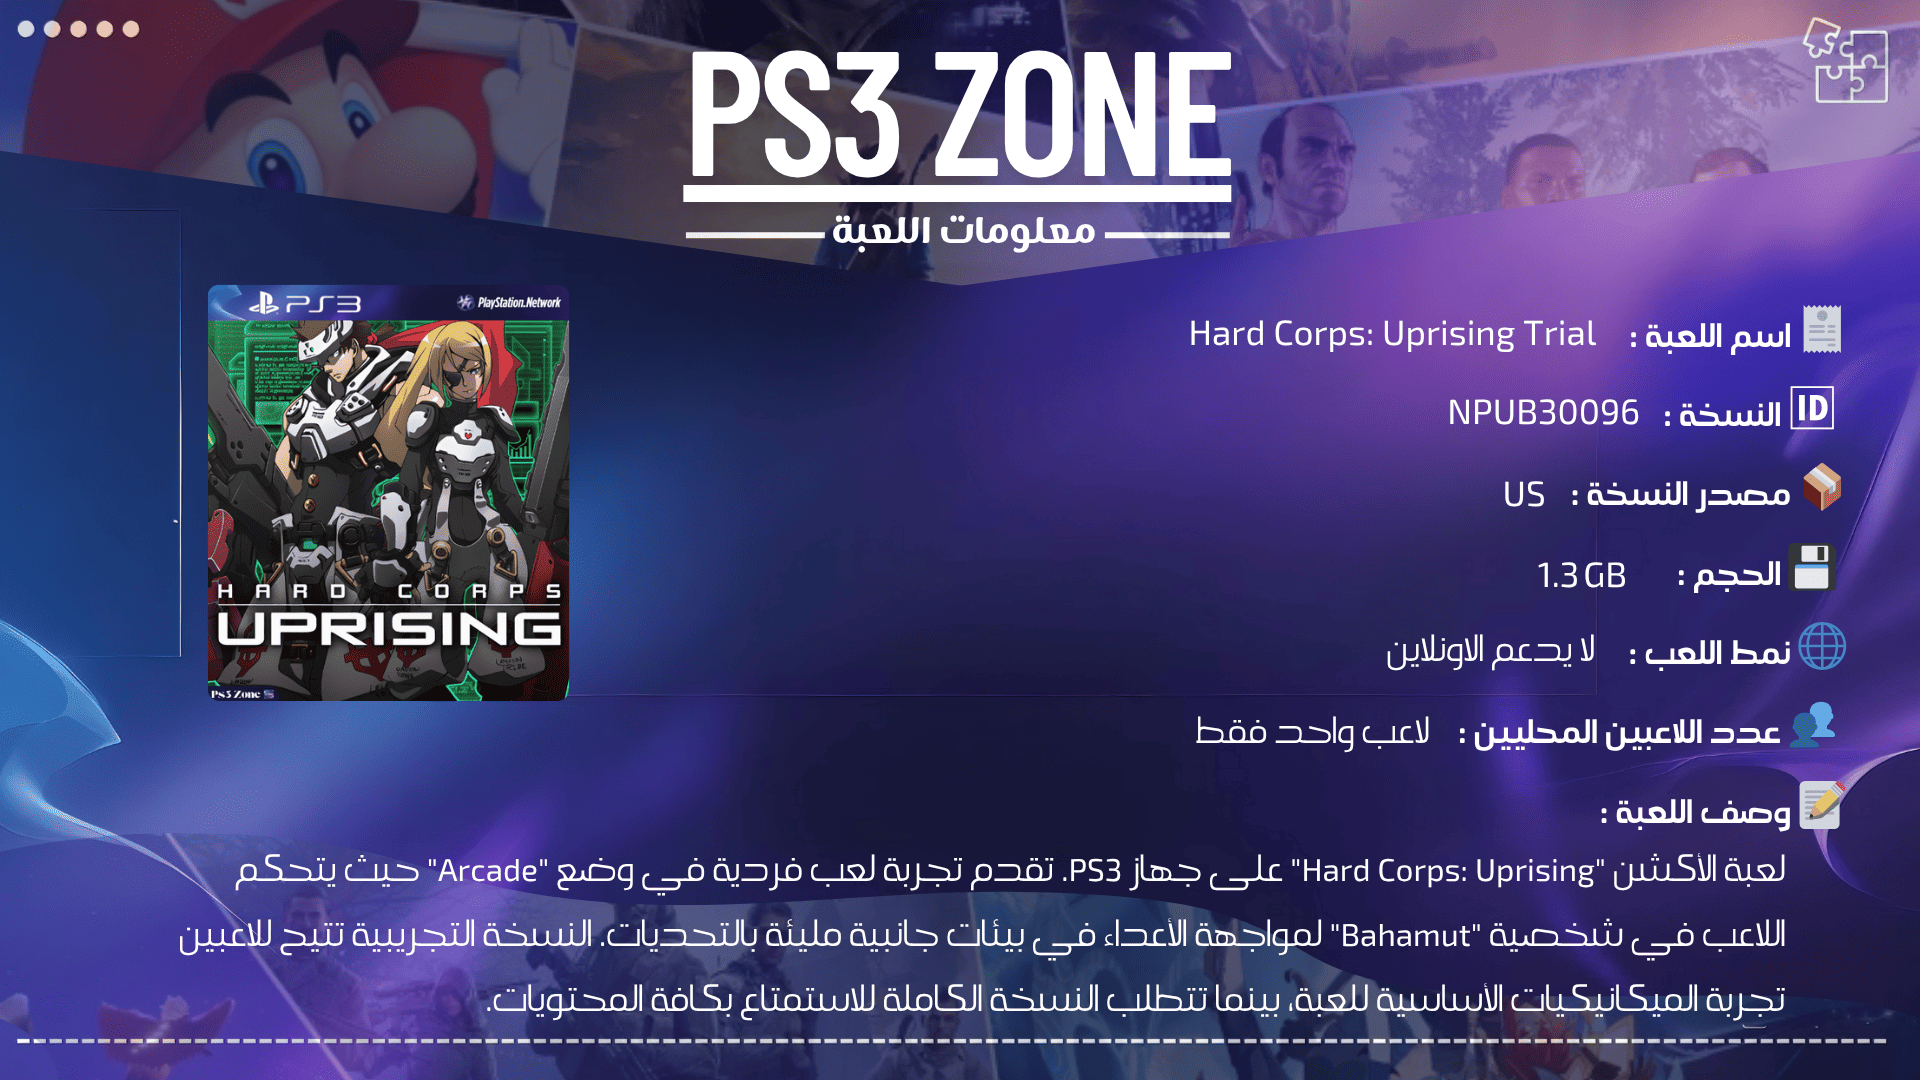 PS3 ZONE
معلومات اللعبة
PS3 PlayStation.Network
HARD CORPS
UPRISING
Ps3 Zone
اسم اللعبة : Hard Corps: Uprising Trial
ID النسخة : NPUB30096
مصدر النسخة : US
الحجم : 1.3 GB
نمط اللعب : لا يدعم الاونلاين
عدد اللاعبين المحليين : لاعب واحد فقط
وصف اللعبة :
لعبة الأكشن "Hard Corps: Uprising" على جهاز PS3. تقدم تجربة لعب فردية في وضع "Arcade" حيث يتحكم
اللاعب في شخصية "Bahamut" لمواجهة الأعداء في بيئات جانبية مليئة بالتحديات. النسخة التجريبية تتيح للاعبين
تجربة الميكانيكيات الأساسية للعبة، بينما تتطلب النسخة الكاملة للاستمتاع بكافة المحتويات.